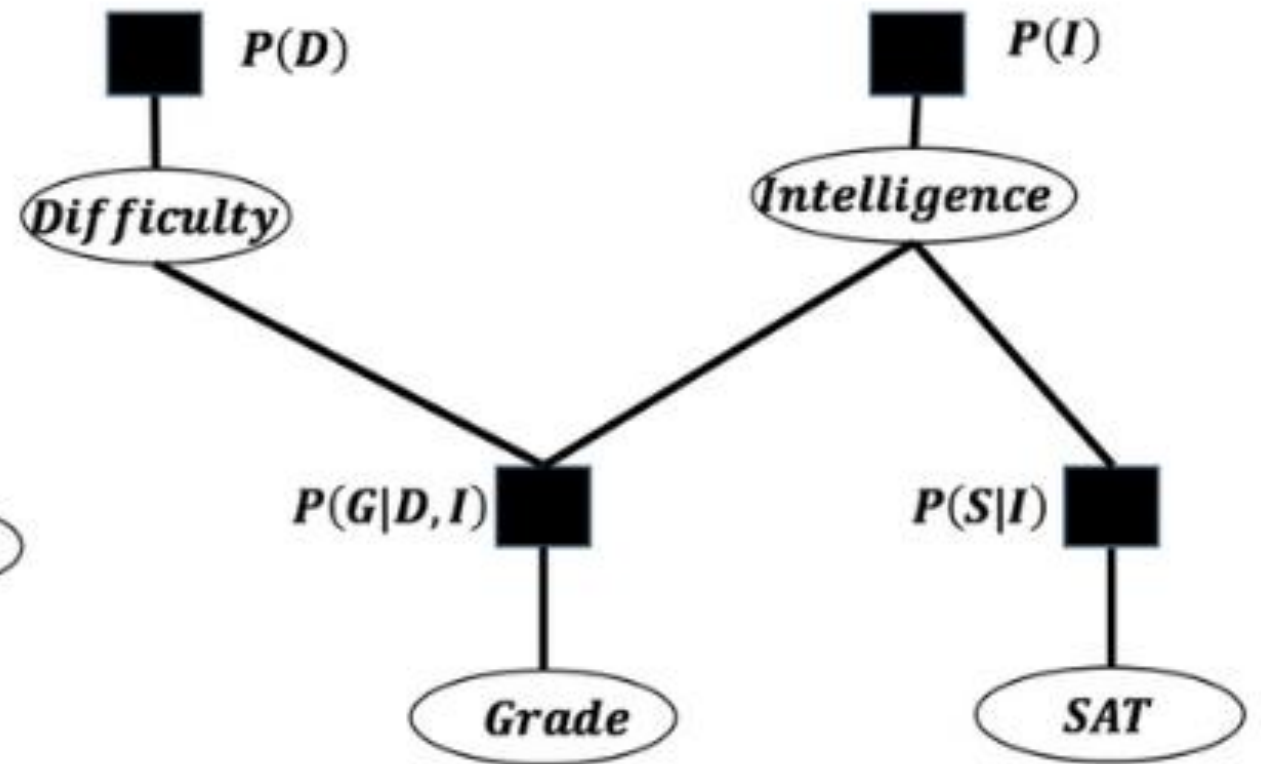 P(D)
P(I)
Difficulty
Intelligence
P(G|D, I)
P(S|I)
Grade
SAT